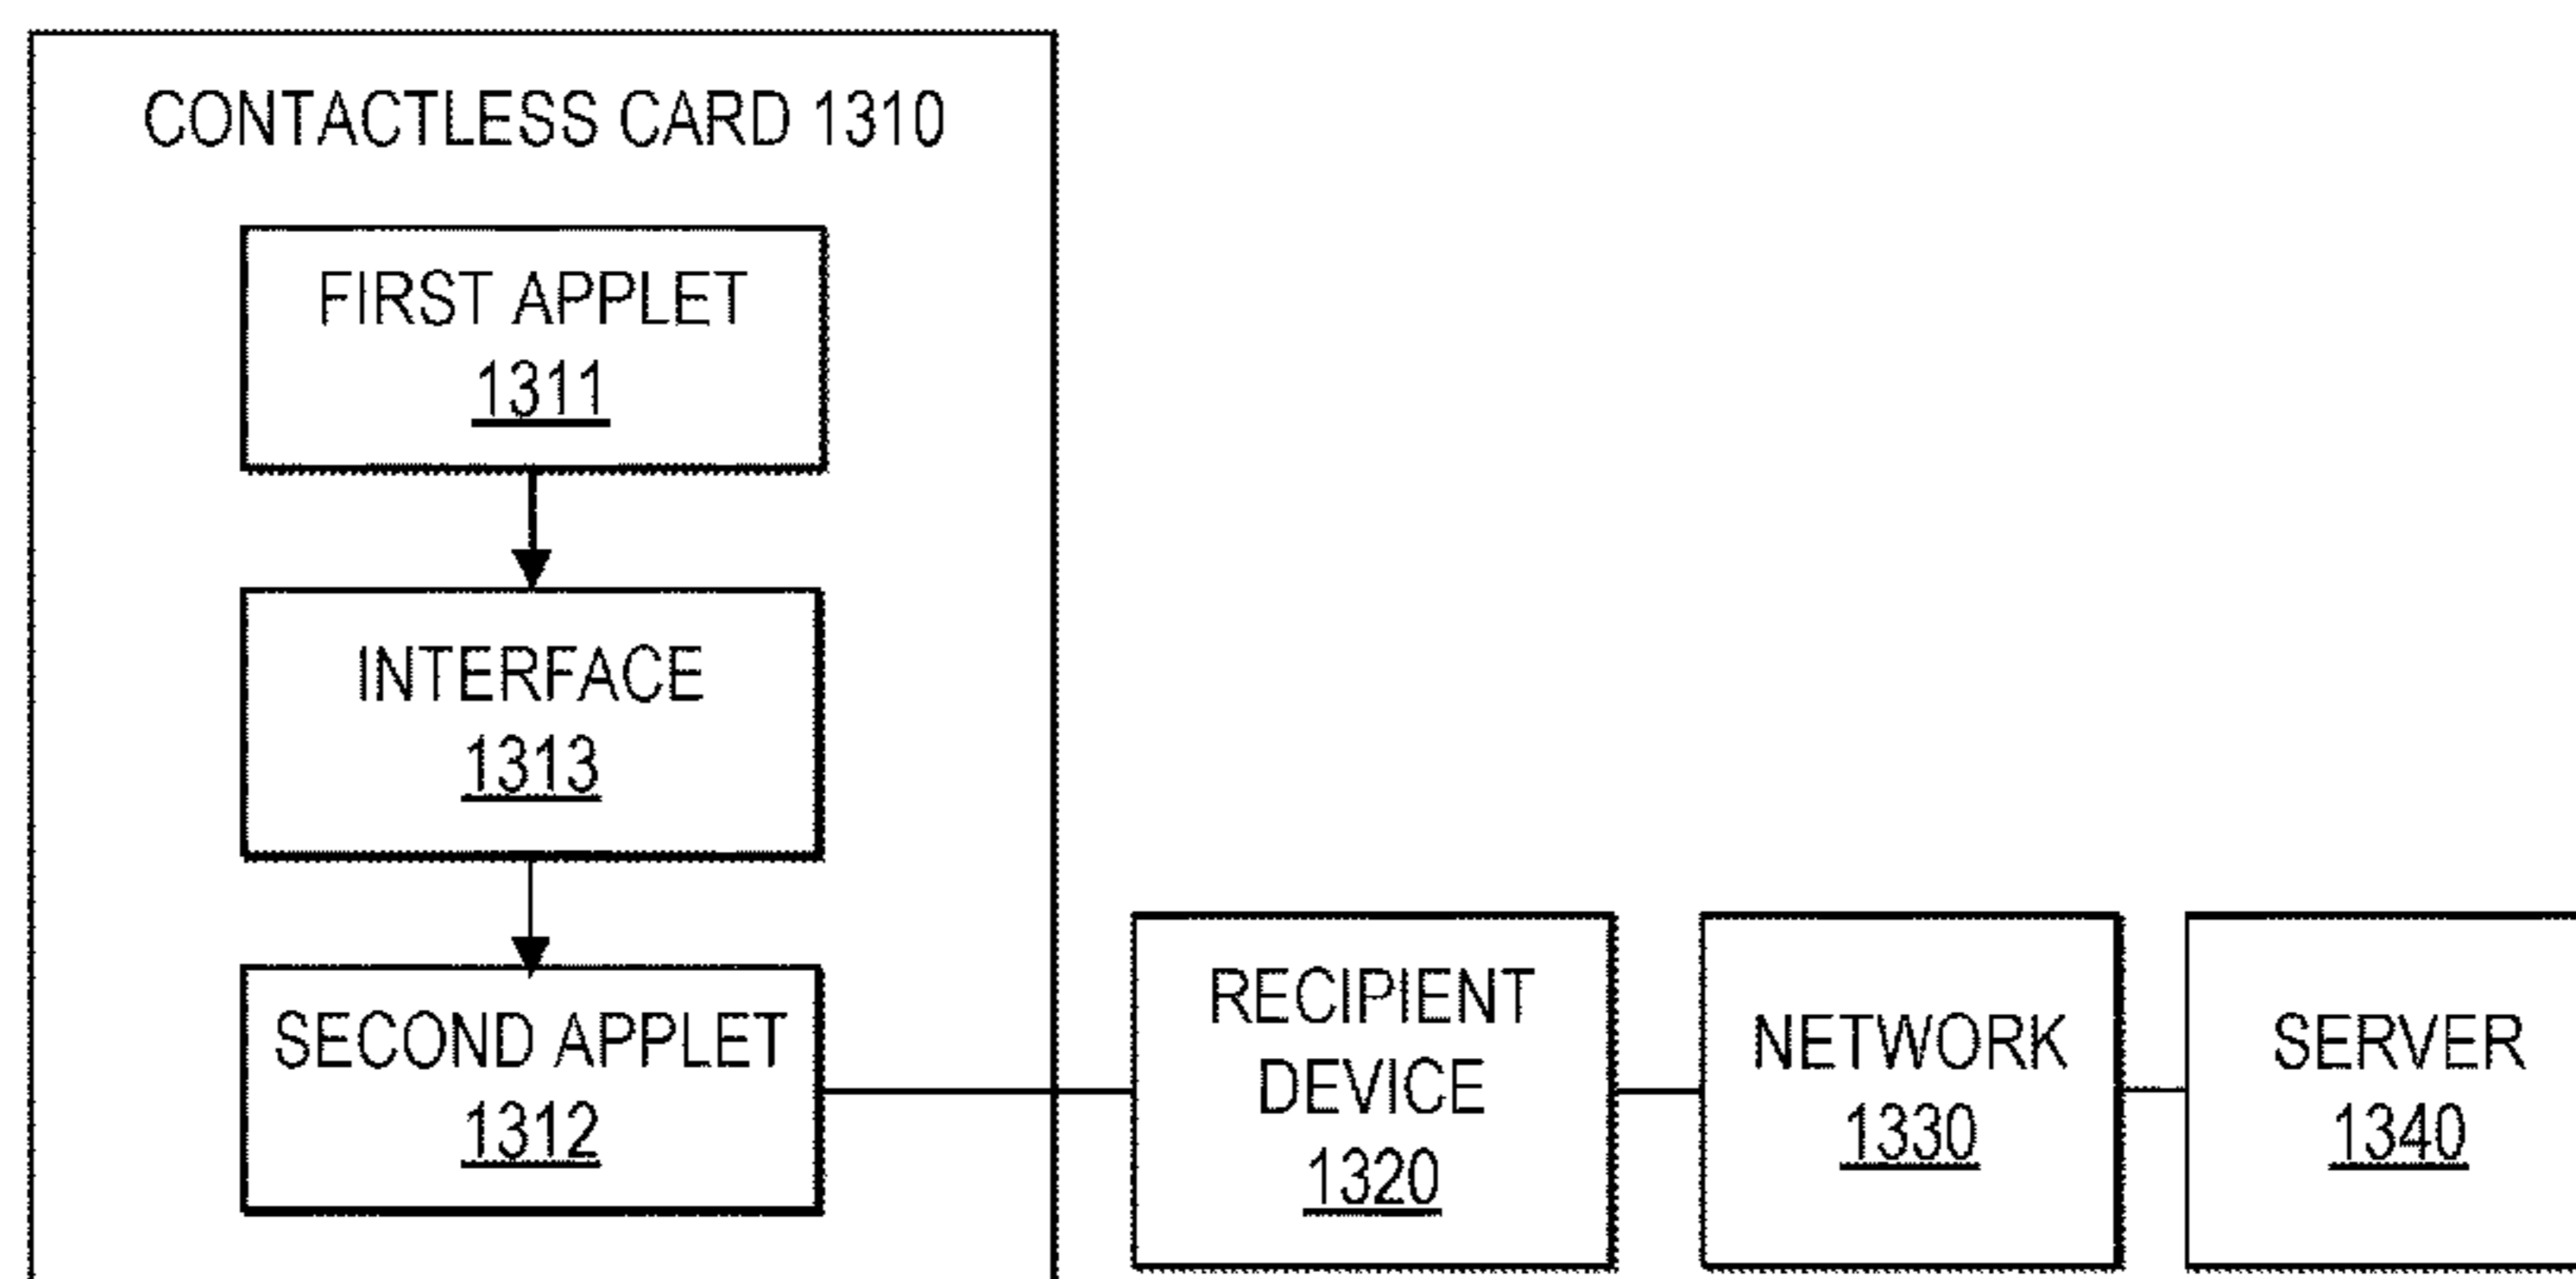 CONTACTLESS CARD 1310
FIRST APPLET
1311
INTERFACE
1313
SECOND APPLET
1312
RECIPIENT
DEVICE
1320
NETWORK
1330
SERVER
1340